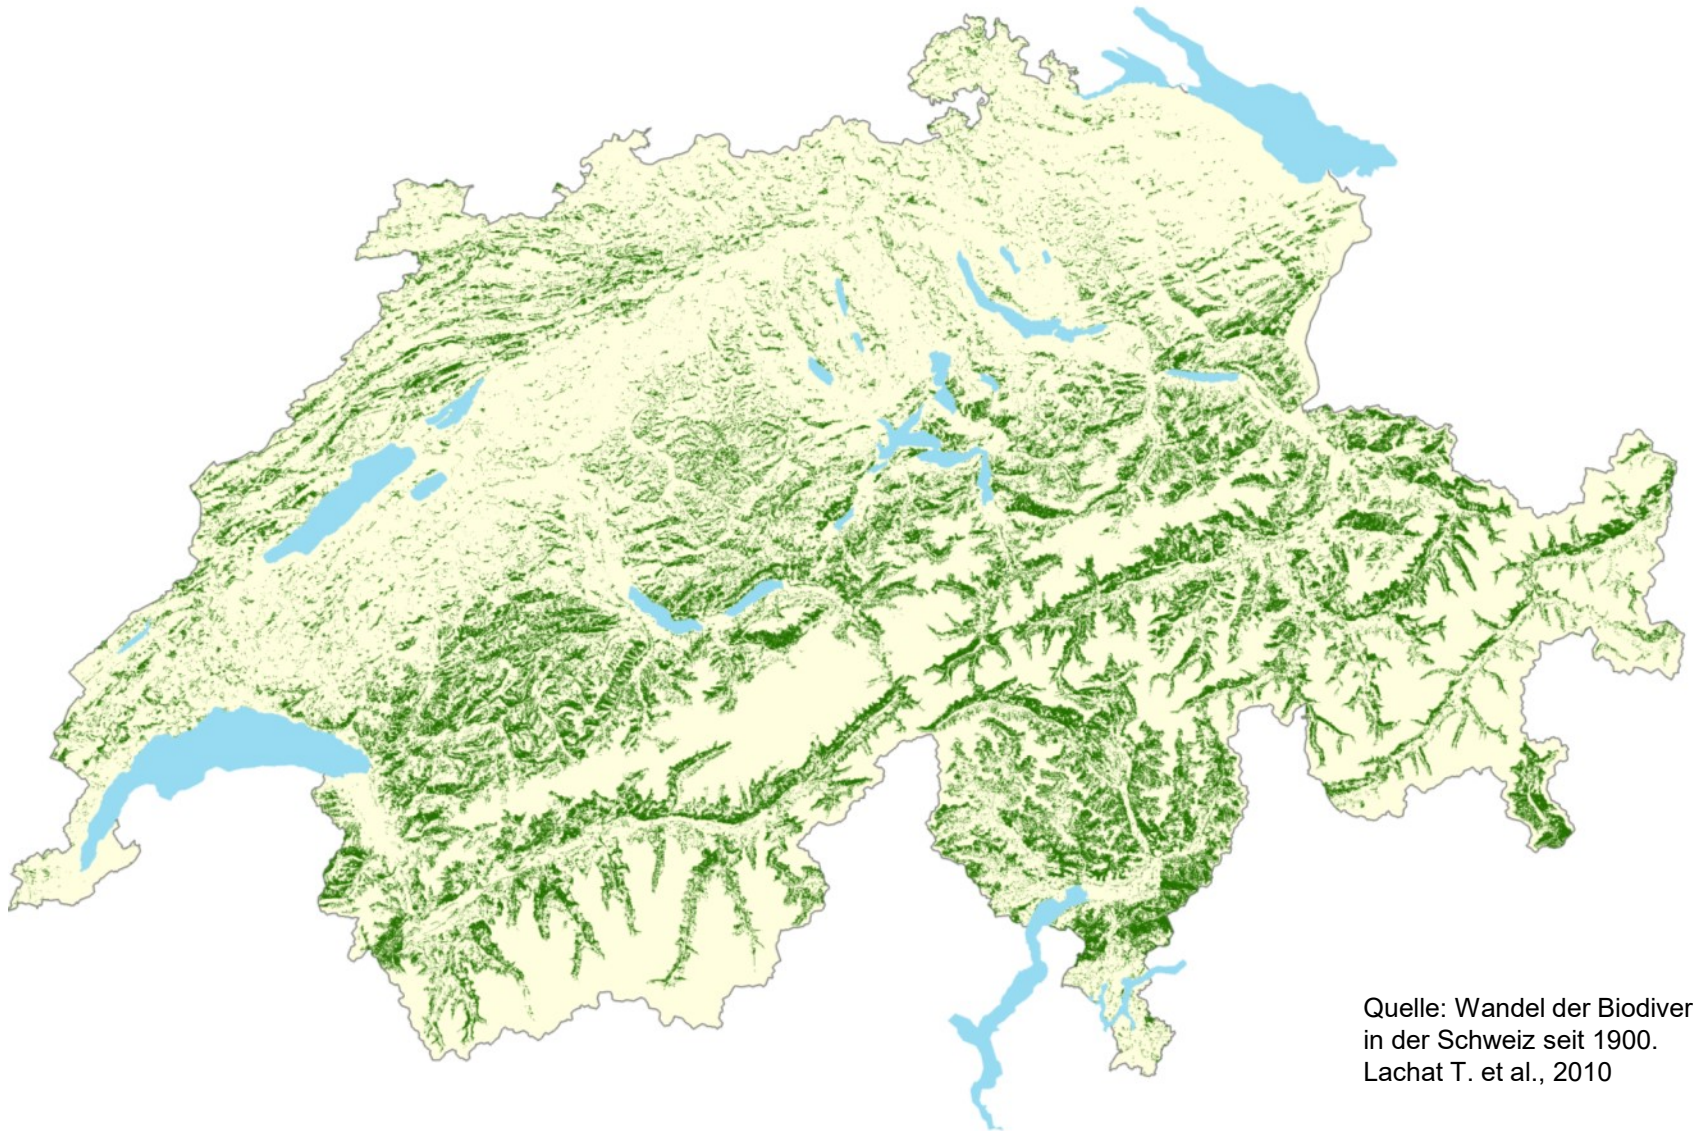 Quelle: Wandel der Biodiver
in der Schweiz seit 1900.
Lachat T. et al., 2010